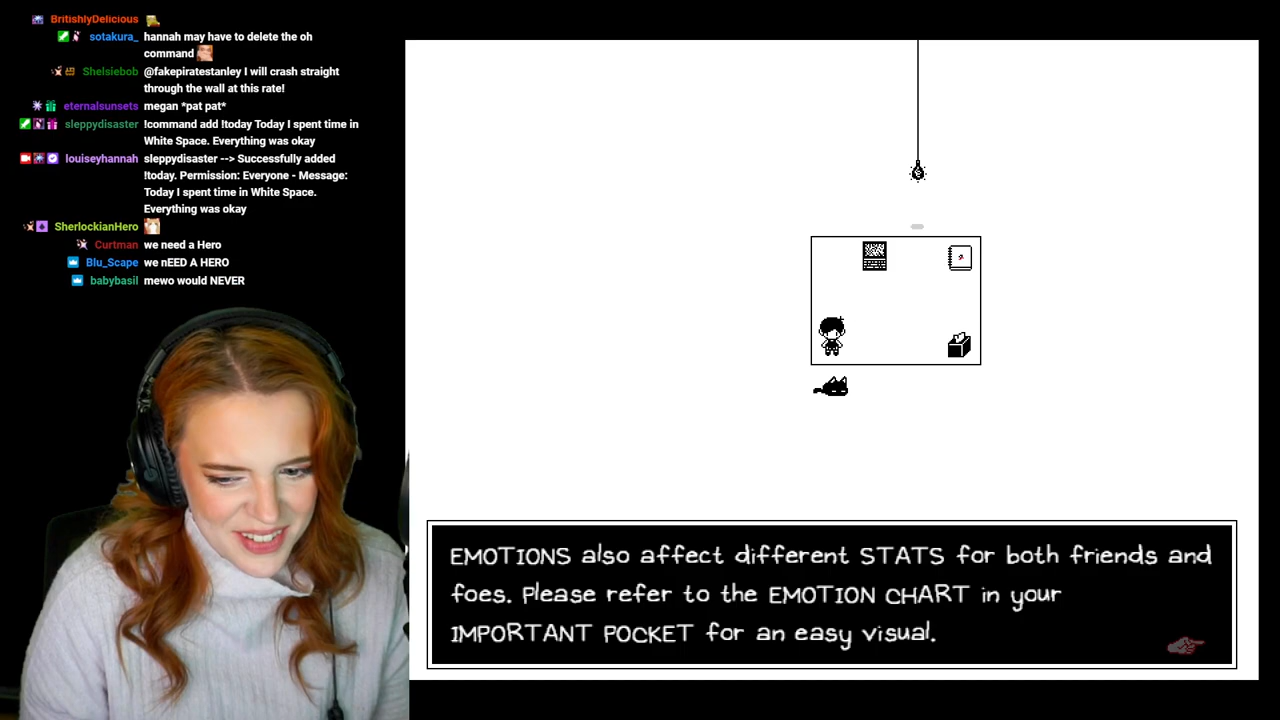 BritishlyDelicious
sotakura_ hannah may have to delete the oh
command
Shelsiebob @fakepiratestanley I will crash straight
through the wall at this rate!
eternalsunsets megan *pat pat*
sleppydisaster !command add !today Today I spent time in
White Space. Everything was okay
louiseyhannah sleppydisaster --> Successfully added
!today. Permission: Everyone - Message:
Today I spent time in White Space.
Everything was okay
SherlockianHero
Curtman we need a Hero
Blu_Scape we nEED A HERO
babybasil mewo would NEVER
EMOTIONS also affect different STATS for both friends and
foes. Please refer to the EMOTION CHART in your
IMPORTANT POCKET for an easy visual.